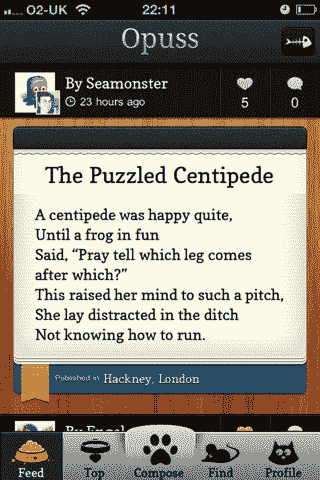 O2-UK 22:11
Opuss
By Seamonster
23 hours ago
5 0
The Puzzled Centipede
A centipede was happy quite,
Until a frog in fun
Said, “Pray tell which leg comes
after which?”
This raised her mind to such a pitch,
She lay distracted in the ditch
Not knowing how to run.
Published at Hackney, London
By Engel
Feed Top Compose Find Profile